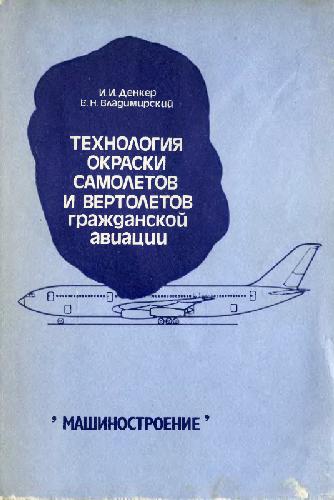 И.И. Денкер
В.Н. Владимирский
ТЕХНОЛОГИЯ
ОКРАСКИ
САМОЛЕТОВ
И ВЕРТОЛЕТОВ
гражданской
авиации
"МАШИНОСТРОЕНИЕ"